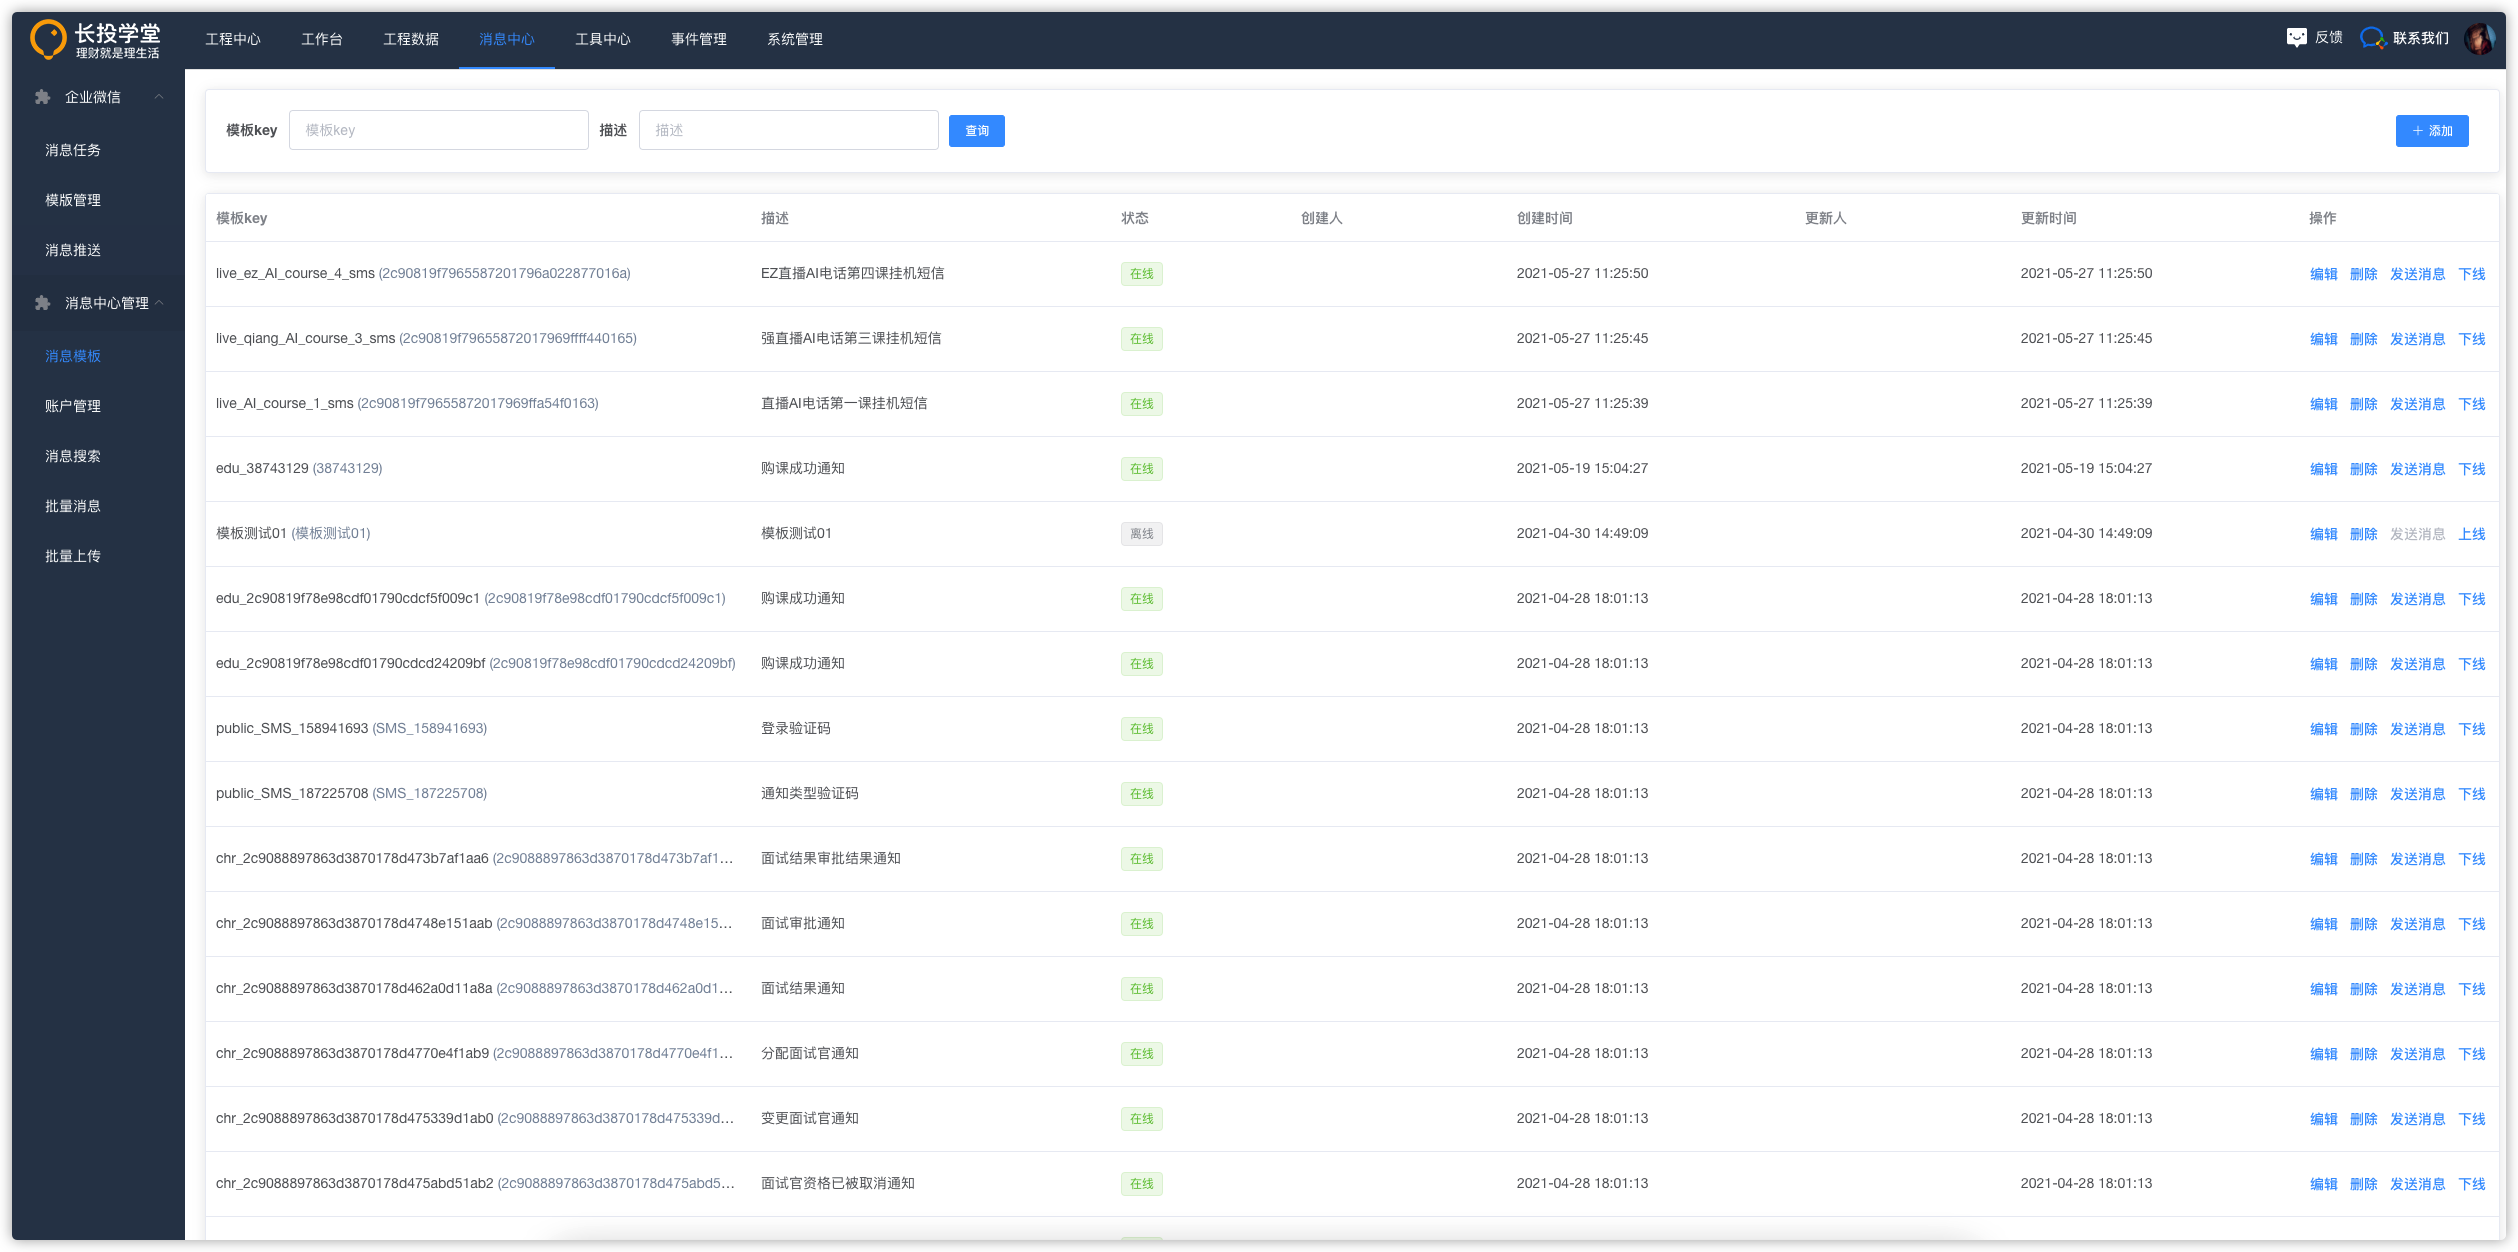 长投学堂
理财就是理生活
工程中心 工作台 工程数据 消息中心 工具中心 事件管理 系统管理
反馈 联系我们
企业微信
消息任务
模版管理
消息推送
消息中心管理
消息模板
账户管理
消息搜索
批量消息
批量上传
模板key 模板key 描述 描述 查询 添加
模板key 描述 状态 创建人 创建时间 更新人 更新时间 操作
live_ez_AI_course_4_sms (2c90819f7965587201796a022877016a) EZ直播AI电话第四课挂机短信 在线 2021-05-27 11:25:50 2021-05-27 11:25:50 编辑 删除 发送消息 下线
live_qiang_AI_course_3_sms (2c90819f79655872017969ffff440165) 强直播AI电话第三课挂机短信 在线 2021-05-27 11:25:45 2021-05-27 11:25:45 编辑 删除 发送消息 下线
live_AI_course_1_sms (2c90819f79655872017969ffa54f0163) 直播AI电话第一课挂机短信 在线 2021-05-27 11:25:39 2021-05-27 11:25:39 编辑 删除 发送消息 下线
edu_38743129 (38743129) 购课成功通知 在线 2021-05-19 15:04:27 2021-05-19 15:04:27 编辑 删除 发送消息 下线
模板测试01 (模板测试01) 模板测试01 离线 2021-04-30 14:49:09 2021-04-30 14:49:09 编辑 删除 发送消息 上线
edu_2c90819f78e98cdf01790cdcf5f009c1 (2c90819f78e98cdf01790cdcf5f009c1) 购课成功通知 在线 2021-04-28 18:01:13 2021-04-28 18:01:13 编辑 删除 发送消息 下线
edu_2c90819f78e98cdf01790cdcd24209bf (2c90819f78e98cdf01790cdcd24209bf) 购课成功通知 在线 2021-04-28 18:01:13 2021-04-28 18:01:13 编辑 删除 发送消息 下线
public_SMS_158941693 (SMS_158941693) 登录验证码 在线 2021-04-28 18:01:13 2021-04-28 18:01:13 编辑 删除 发送消息 下线
public_SMS_187225708 (SMS_187225708) 通知类型验证码 在线 2021-04-28 18:01:13 2021-04-28 18:01:13 编辑 删除 发送消息 下线
chr_2c9088897863d3870178d473b7af1aa6 (2c9088897863d3870178d473b7af1... 面试结果审批结果通知 在线 2021-04-28 18:01:13 2021-04-28 18:01:13 编辑 删除 发送消息 下线
chr_2c9088897863d3870178d4748e151aab (2c9088897863d3870178d4748e15... 面试审批通知 在线 2021-04-28 18:01:13 2021-04-28 18:01:13 编辑 删除 发送消息 下线
chr_2c9088897863d3870178d462a0d11a8a (2c9088897863d3870178d462a0d1... 面试结果通知 在线 2021-04-28 18:01:13 2021-04-28 18:01:13 编辑 删除 发送消息 下线
chr_2c9088897863d3870178d4770e4f1ab9 (2c9088897863d3870178d4770e4f1... 分配面试官通知 在线 2021-04-28 18:01:13 2021-04-28 18:01:13 编辑 删除 发送消息 下线
chr_2c9088897863d3870178d475339d1ab0 (2c9088897863d3870178d475339d... 变更面试官通知 在线 2021-04-28 18:01:13 2021-04-28 18:01:13 编辑 删除 发送消息 下线
chr_2c9088897863d3870178d475abd51ab2 (2c9088897863d3870178d475abd5... 面试官资格已被取消通知 在线 2021-04-28 18:01:13 2021-04-28 18:01:13 编辑 删除 发送消息 下线